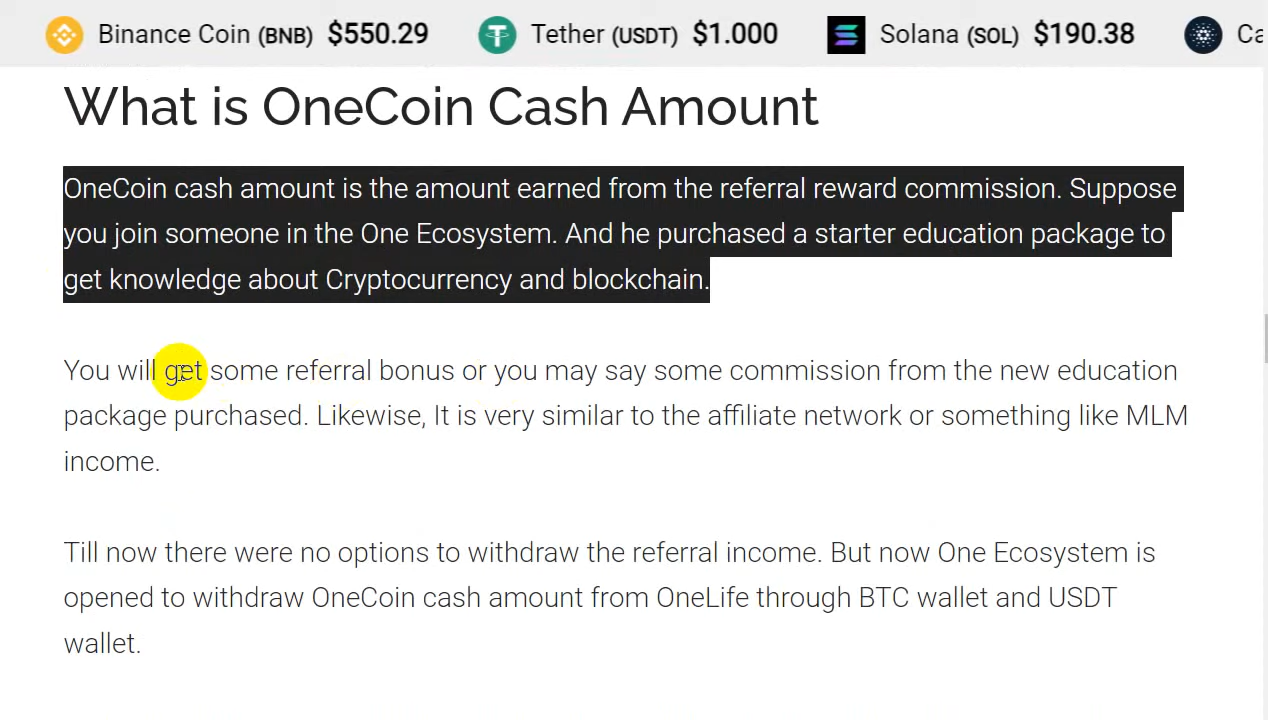 Binance Coin (BNB) $550.29 Tether (USDT) $1.000 Solana (SOL) $190.38 Ca
What is OneCoin Cash Amount
OneCoin cash amount is the amount earned from the referral reward commission. Suppose
you join someone in the One Ecosystem. And he purchased a starter education package to
get knowledge about Cryptocurrency and blockchain.
You will get some referral bonus or you may say some commission from the new education
package purchased. Likewise, It is very similar to the affiliate network or something like MLM
income.
Till now there were no options to withdraw the referral income. But now One Ecosystem is
opened to withdraw OneCoin cash amount from OneLife through BTC wallet and USDT
wallet.